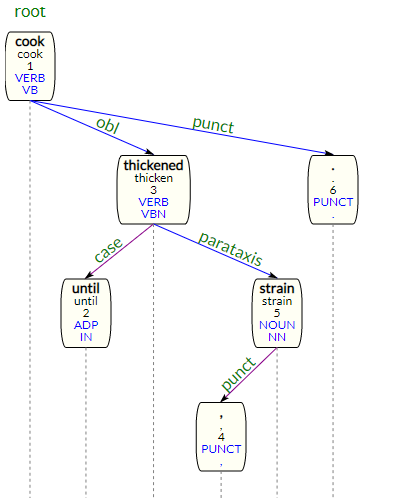 root
cook
cook
1
VERB
VB
obl
punct
thickened
thicken
3
VERB
VBN
.
.
6
PUNCT
.
case
parataxis
until
until
2
ADP
IN
strain
strain
5
NOUN
NN
punct
,
,
4
PUNCT
,